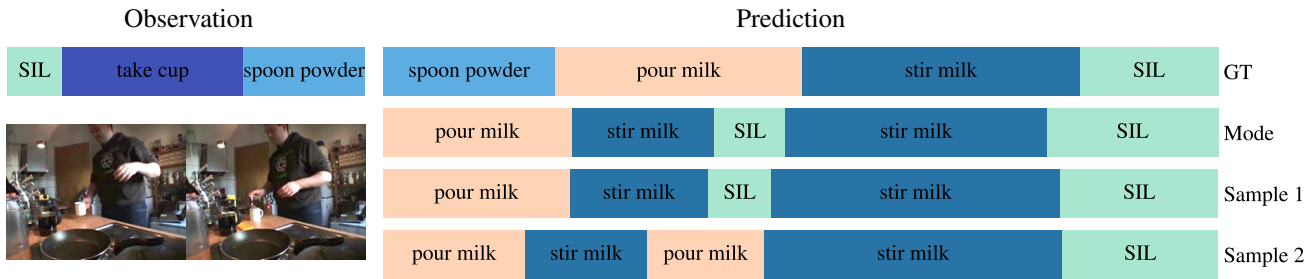 Observation Prediction
SIL take cup spoon powder spoon powder pour milk stir milk SIL GT
pour milk stir milk SIL stir milk SIL Mode
pour milk stir milk SIL stir milk SIL Sample 1
pour milk stir milk pour milk stir milk SIL Sample 2